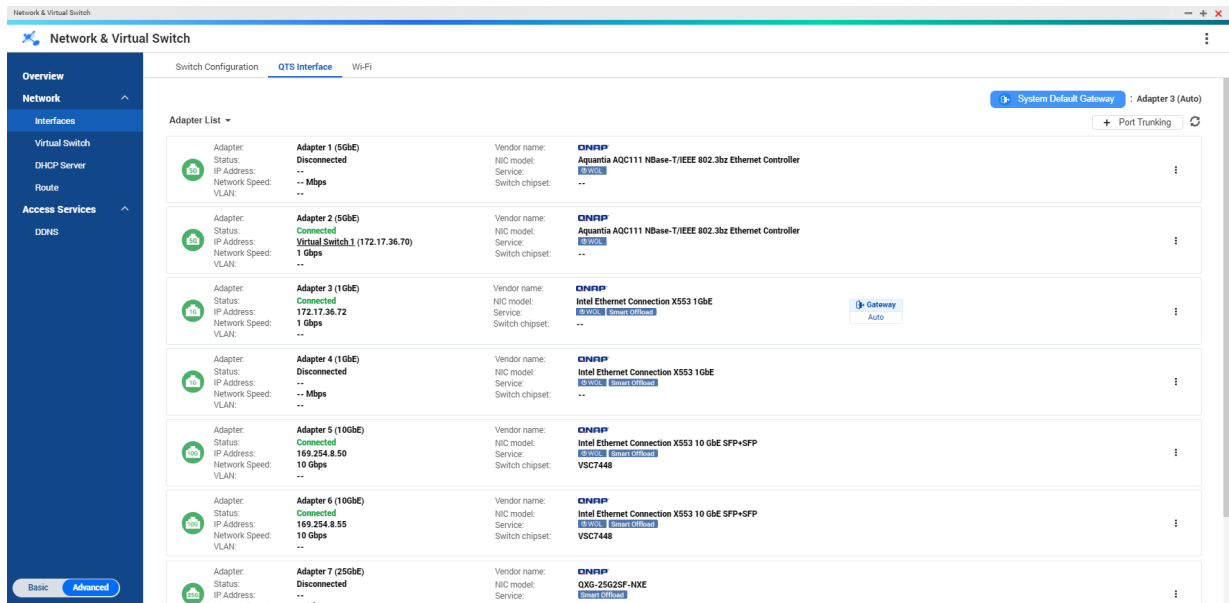 Network & Virtual Switch
Network & Virtual Switch
Overview
Network
Interfaces
Virtual Switch
DHCP Server
Route
Access Services
DDNS
Basic Advanced
Switch Configuration QTS Interface Wi-Fi
System Default Gateway : Adapter 3 (Auto)
Adapter List
+ Port Trunking
5G
Adapter: Adapter 1 (5GbE) Vendor name: QNAP
Status: Disconnected NIC model: Aquantia AQC111 NBase-T/IEEE 802.3bz Ethernet Controller
IP Address: -- Service: WOL
Network Speed: -- Mbps Switch chipset: --
VLAN: --
5G
Adapter: Adapter 2 (5GbE) Vendor name: QNAP
Status: Connected NIC model: Aquantia AQC111 NBase-T/IEEE 802.3bz Ethernet Controller
IP Address: Virtual Switch 1 (172.17.36.70) Service: WOL
Network Speed: 1 Gbps Switch chipset: --
VLAN: --
1G
Adapter: Adapter 3 (1GbE) Vendor name: QNAP
Status: Connected NIC model: Intel Ethernet Connection X553 1GbE
IP Address: 172.17.36.72 Service: WOL Smart Offload
Network Speed: 1 Gbps Switch chipset: --
VLAN: --
Gateway
Auto
1G
Adapter: Adapter 4 (1GbE) Vendor name: QNAP
Status: Disconnected NIC model: Intel Ethernet Connection X553 1GbE
IP Address: -- Service: WOL Smart Offload
Network Speed: -- Mbps Switch chipset: --
VLAN: --
10G
Adapter: Adapter 5 (10GbE) Vendor name: QNAP
Status: Connected NIC model: Intel Ethernet Connection X553 10 GbE SFP+SFP
IP Address: 169.254.8.50 Service: WOL Smart Offload
Network Speed: 10 Gbps Switch chipset: VSC7448
VLAN: --
10G
Adapter: Adapter 6 (10GbE) Vendor name: QNAP
Status: Connected NIC model: Intel Ethernet Connection X553 10 GbE SFP+SFP
IP Address: 169.254.8.55 Service: WOL Smart Offload
Network Speed: 10 Gbps Switch chipset: VSC7448
VLAN: --
25G
Adapter: Adapter 7 (25GbE) Vendor name: QNAP
Status: Disconnected NIC model: QXG-25G2SF-NXE
IP Address: -- Service: Smart Offload